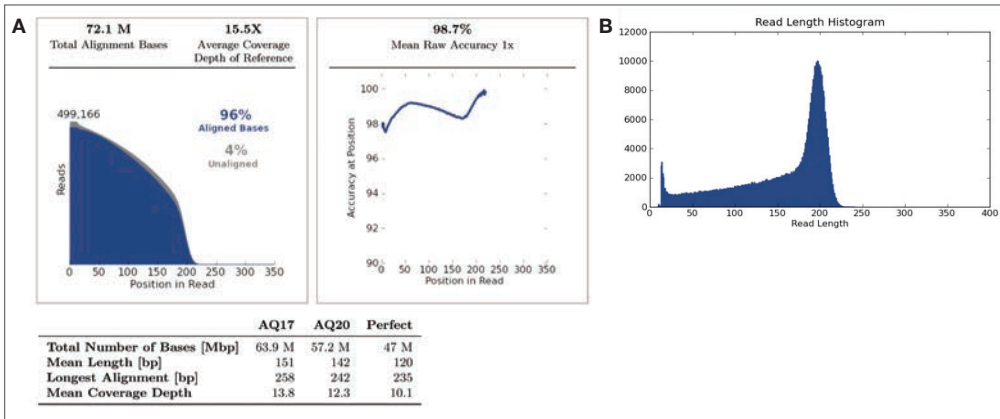 A
72.1 M 15.5X
Total Alignment Bases Average Coverage
Depth of Reference
499,166
96%
Aligned Bases
4%
Unaligned
Reads
0 50 100 150 200 250 300 350
Position in Read
98.7%
Mean Raw Accuracy 1x
Accuracy at Position
100
98
96
94
92
90
0 50 100 150 200 250 300 350
Position in Read
B
Read Length Histogram
12000
10000
8000
6000
4000
2000
0
0 50 100 150 200 250 300 350 400
Read Length
AQ17 AQ20 Perfect
Total Number of Bases [Mbp] 63.9 M 57.2 M 47 M
Mean Length [bp] 151 142 120
Longest Alignment [bp] 258 242 235
Mean Coverage Depth 13.8 12.3 10.1